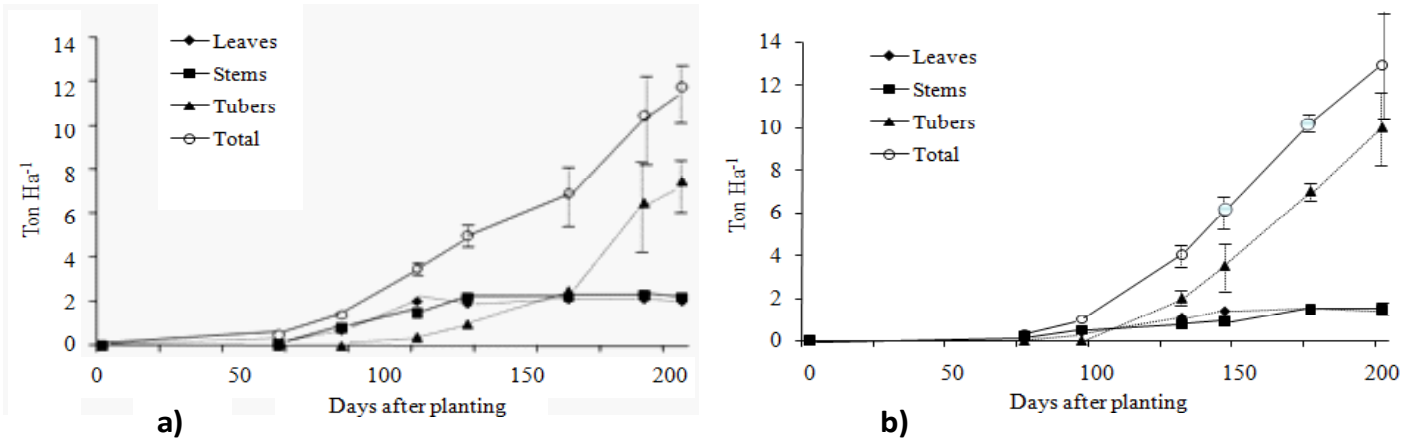 14
12
10
8
6
4
2
0
Ton Ha-1
Leaves
Stems
Tubers
Total
0 50 100 150 200
Days after planting
a)
14
12
10
8
6
4
2
0
Ton Ha-1
Leaves
Stems
Tubers
Total
0 50 100 150 200
Days after planting
b)